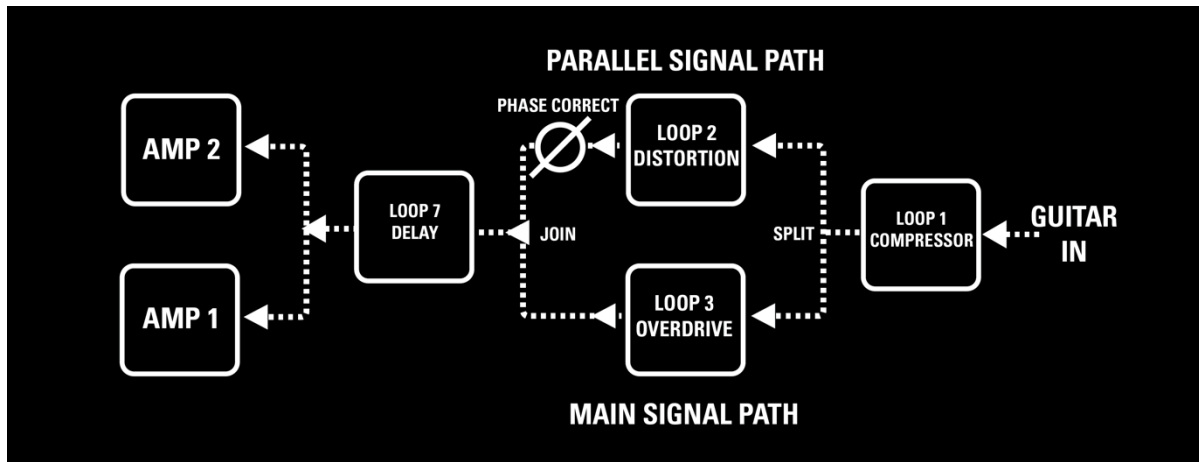 PARALLEL SIGNAL PATH
PHASE CORRECT
AMP 2
LOOP 2
DISTORTION
LOOP 7
DELAY
JOIN
SPLIT
LOOP 1
COMPRESSOR
GUITAR
IN
AMP 1
LOOP 3
OVERDRIVE
MAIN SIGNAL PATH